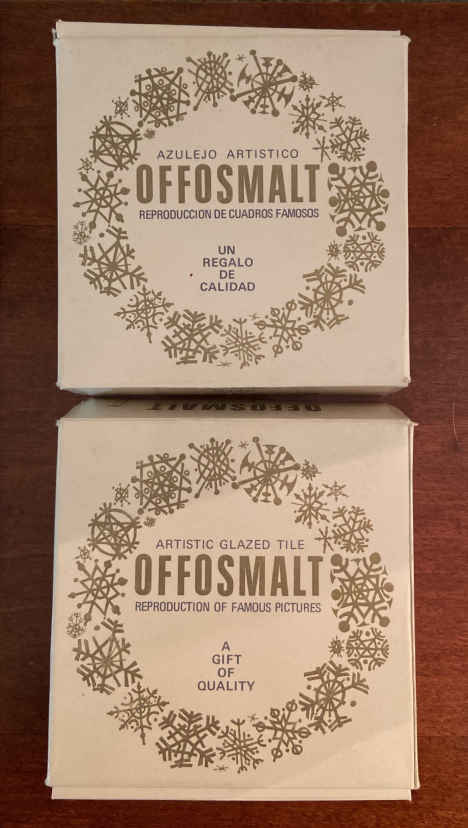 AZULEJO ARTISTICO
OFFOSMALT
REPRODUCCION DE CUADROS FAMOSOS
UN
REGALO
DE
CALIDAD
OFFOSMALT
ARTISTIC GLAZED TILE
OFFOSMALT
REPRODUCTION OF FAMOUS PICTURES
A
GIFT
OF
QUALITY